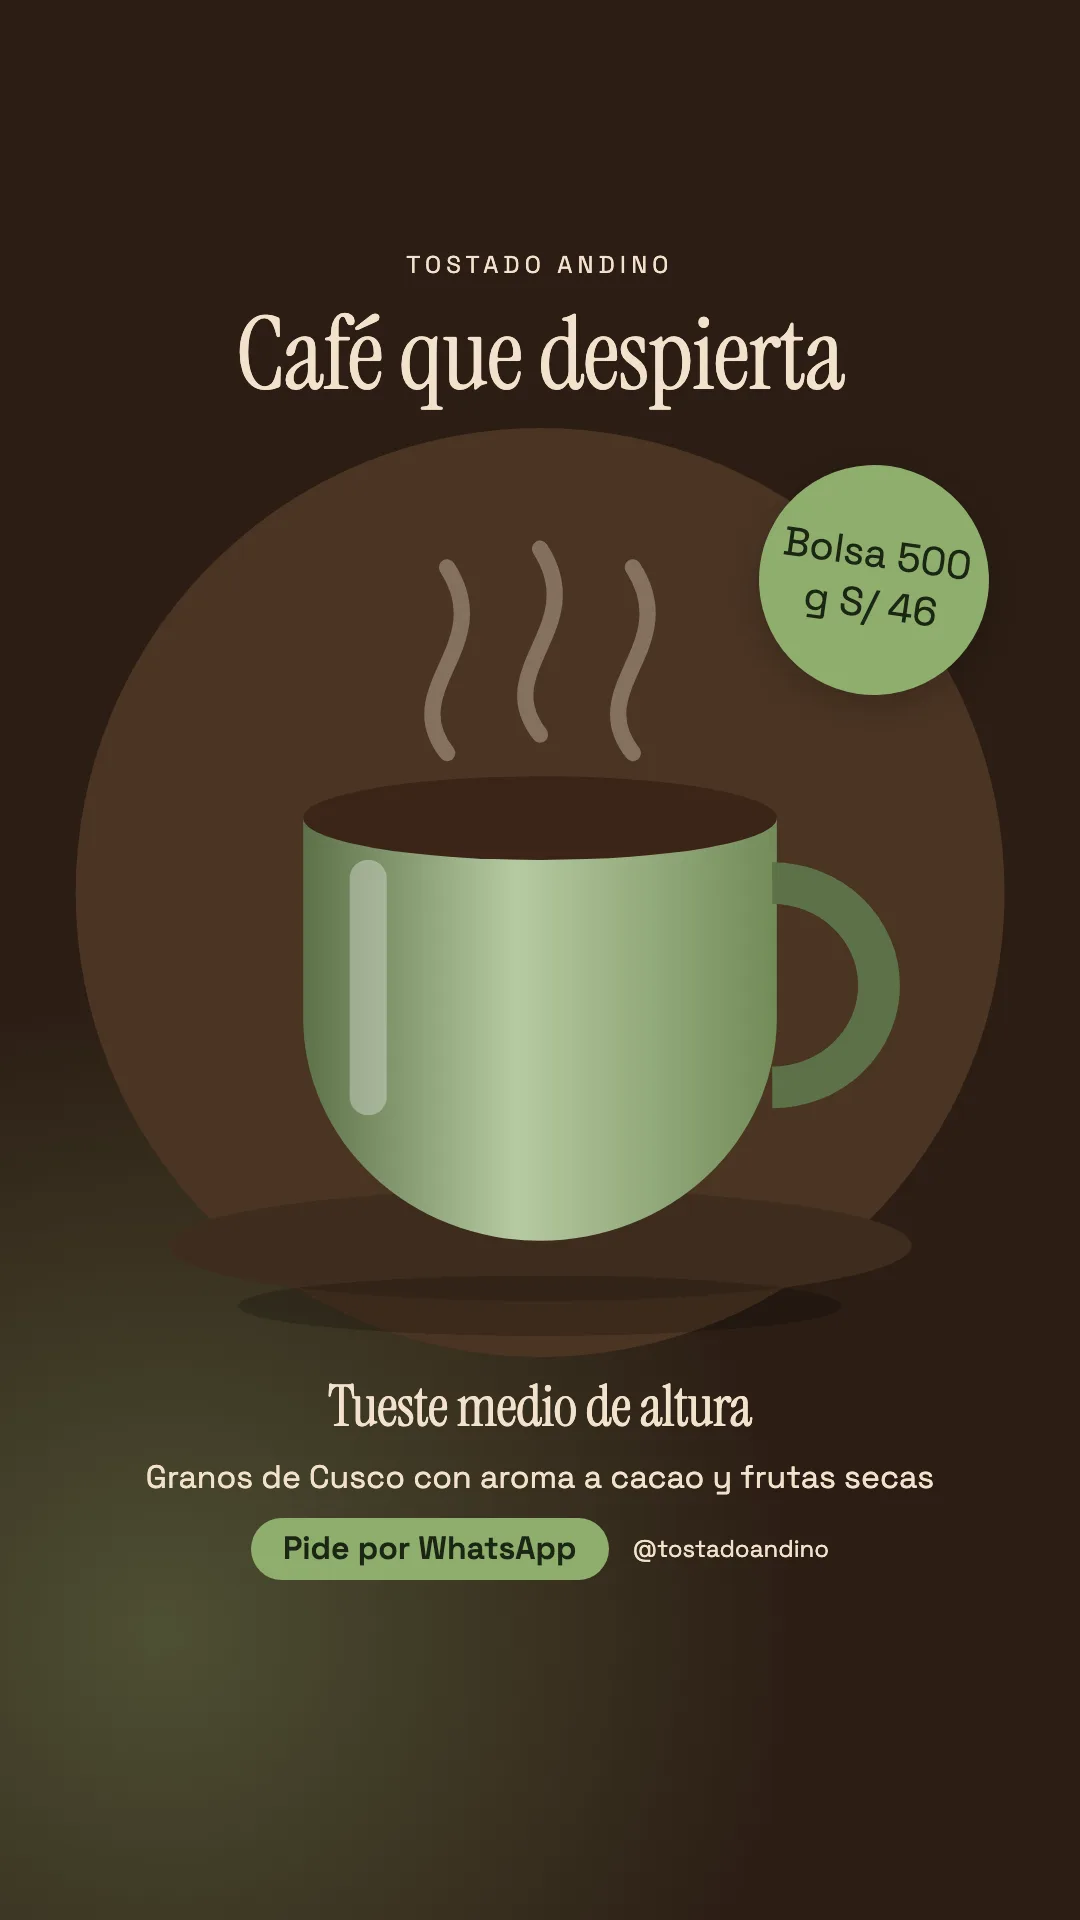 TOSTADO ANDINO
Café que despierta
Bolsa 500
g S/ 46
Tueste medio de altura
Granos de Cusco con aroma a cacao y frutas secas
Pide por WhatsApp
@tostadoandino